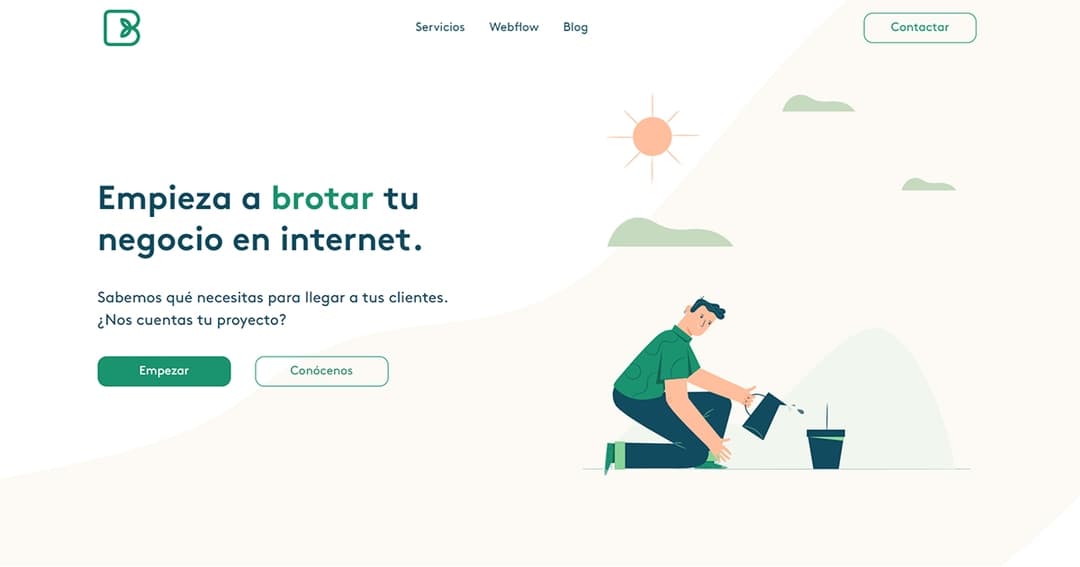 Servicios
Webflow
Blog
Contactar
Empieza a brotar tu
negocio en internet.
Sabemos qué necesitas para llegar a tus clientes.
¿Nos cuentas tu proyecto?
Empezar
Conócenos